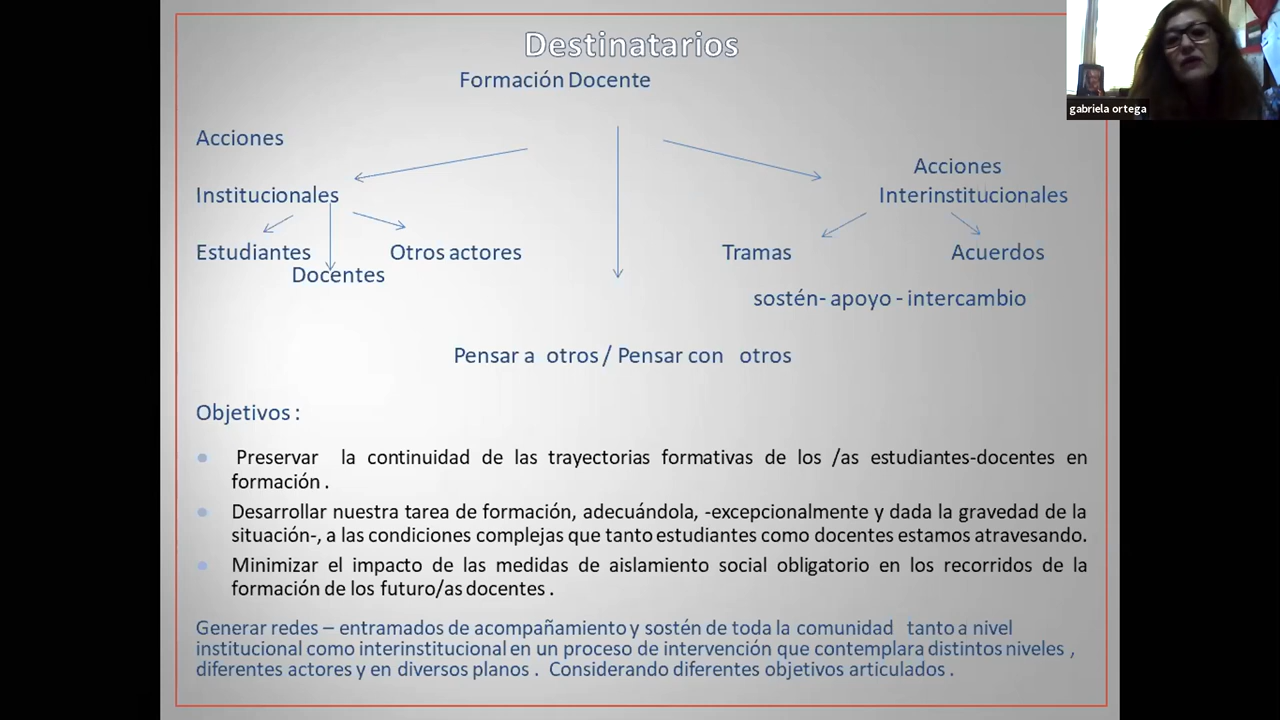 Destinatarios
Formación Docente
gabriela ortega
Acciones
Acciones
Institucionales
Interinstitucionales
Estudiantes
Otros actores
Tramas
Acuerdos
Docentes
sostén- apoyo - intercambio
Pensar a otros / Pensar con otros
Objetivos :
Preservar la continuidad de las trayectorias formativas de los /as estudiantes-docentes en
formación .
Desarrollar nuestra tarea de formación, adecuándola, -excepcionalmente y dada la gravedad de la
situación-, a las condiciones complejas que tanto estudiantes como docentes estamos atravesando.
Minimizar el impacto de las medidas de aislamiento social obligatorio en los recorridos de la
formación de los futuro/as docentes .
Generar redes – entramados de acompañamiento y sostén de toda la comunidad tanto a nivel
institucional como interinstitucional en un proceso de intervención que contemplara distintos niveles ,
diferentes actores y en diversos planos . Considerando diferentes objetivos articulados .